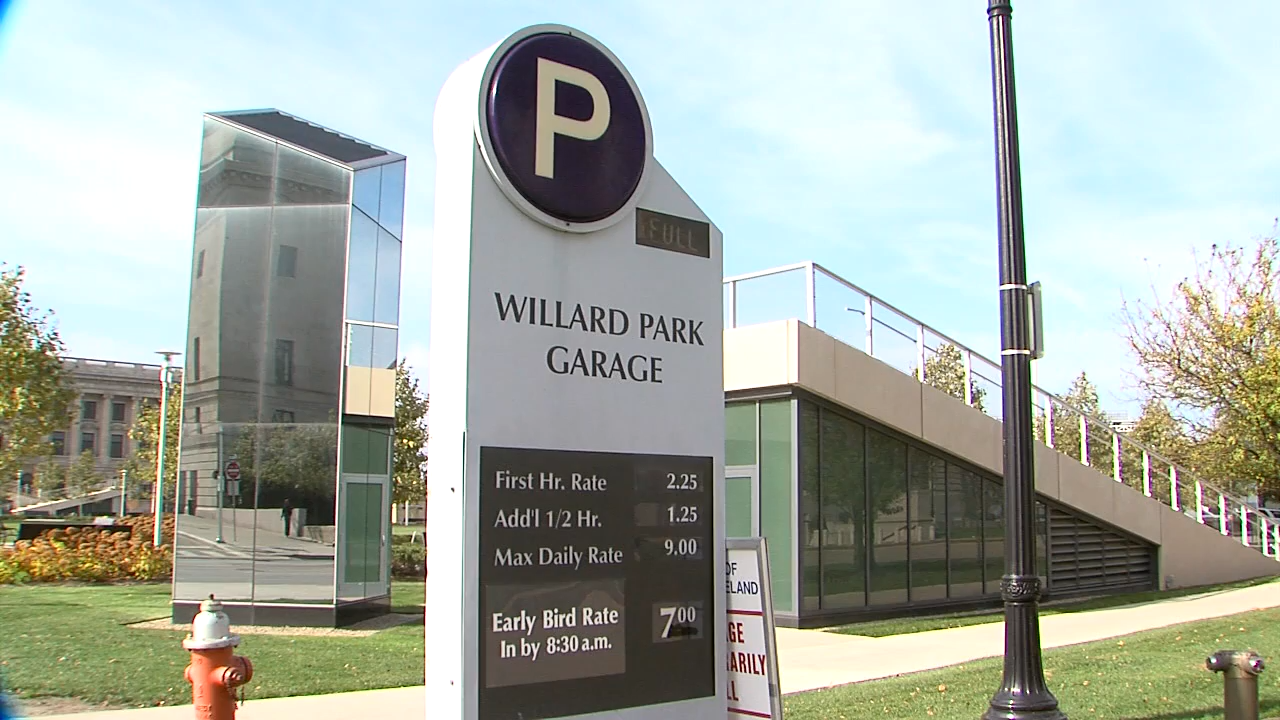 P
FULL
WILLARD PARK
GARAGE
First Hr. Rate 2.25
Add'l 1/2 Hr. 1.25
Max Daily Rate 9.00
Early Bird Rate 7.00
In by 8:30 a.m.
OF
ELAND
GE
ARILY
LL